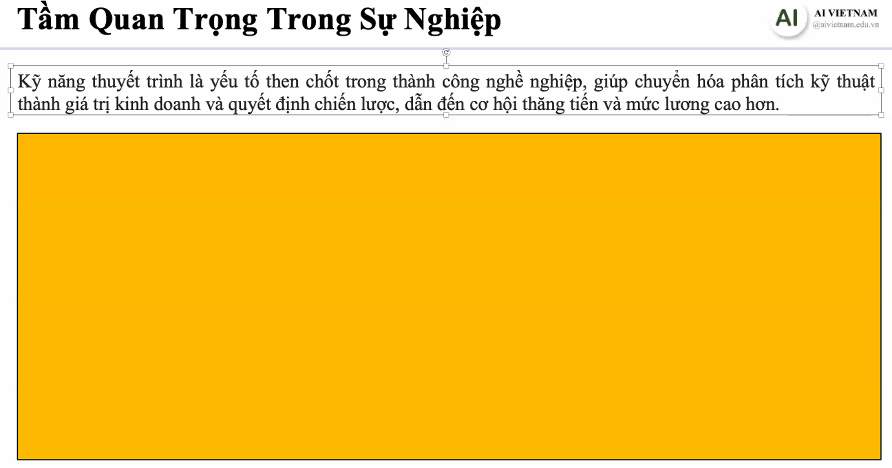 Tầm Quan Trọng Trong Sự Nghiệp
AI
AI VIETNAM
@aivietnam.edu.vn
Kỹ năng thuyết trình là yếu tố then chốt trong thành công nghề nghiệp, giúp chuyển hóa phân tích kỹ thuật
thành giá trị kinh doanh và quyết định chiến lược, dẫn đến cơ hội thăng tiến và mức lương cao hơn.